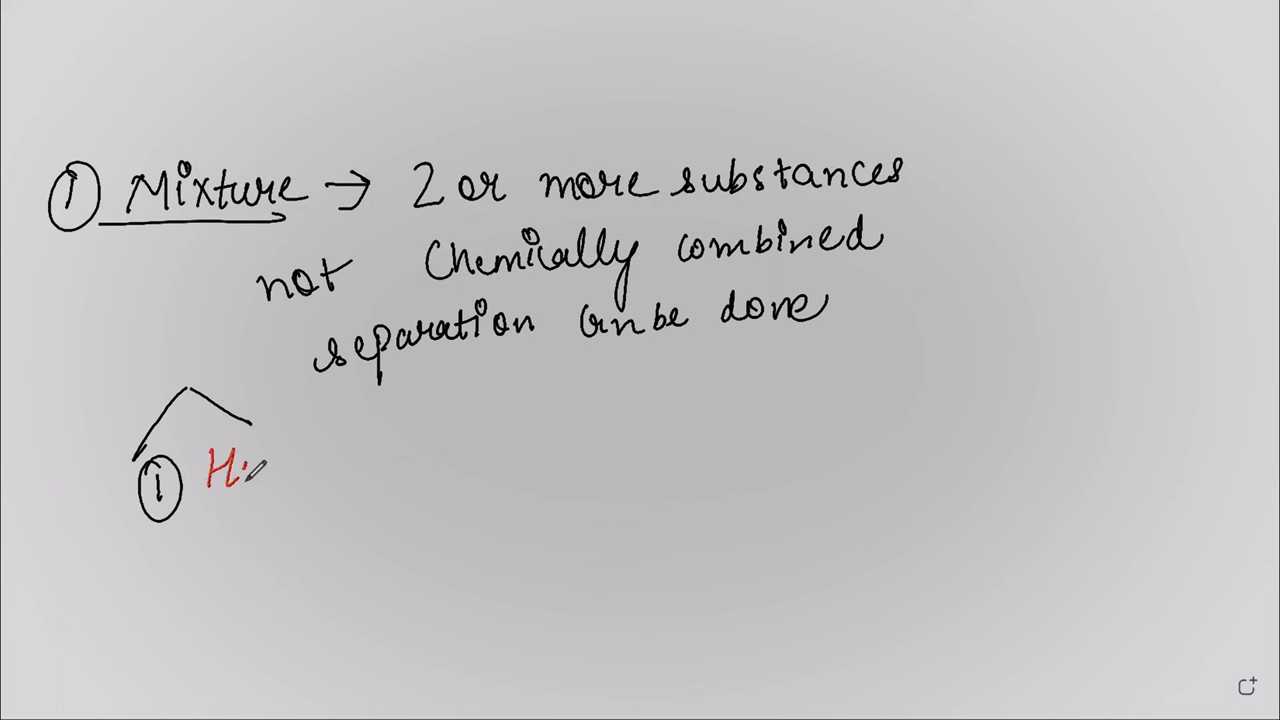 ① Mixture → 2 or more substances
not Chemically combined
separation can be done
① H